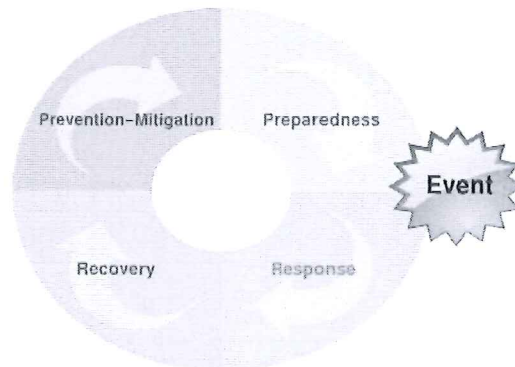 Prevention-Mitigation
Preparedness
Event
Recovery
Response